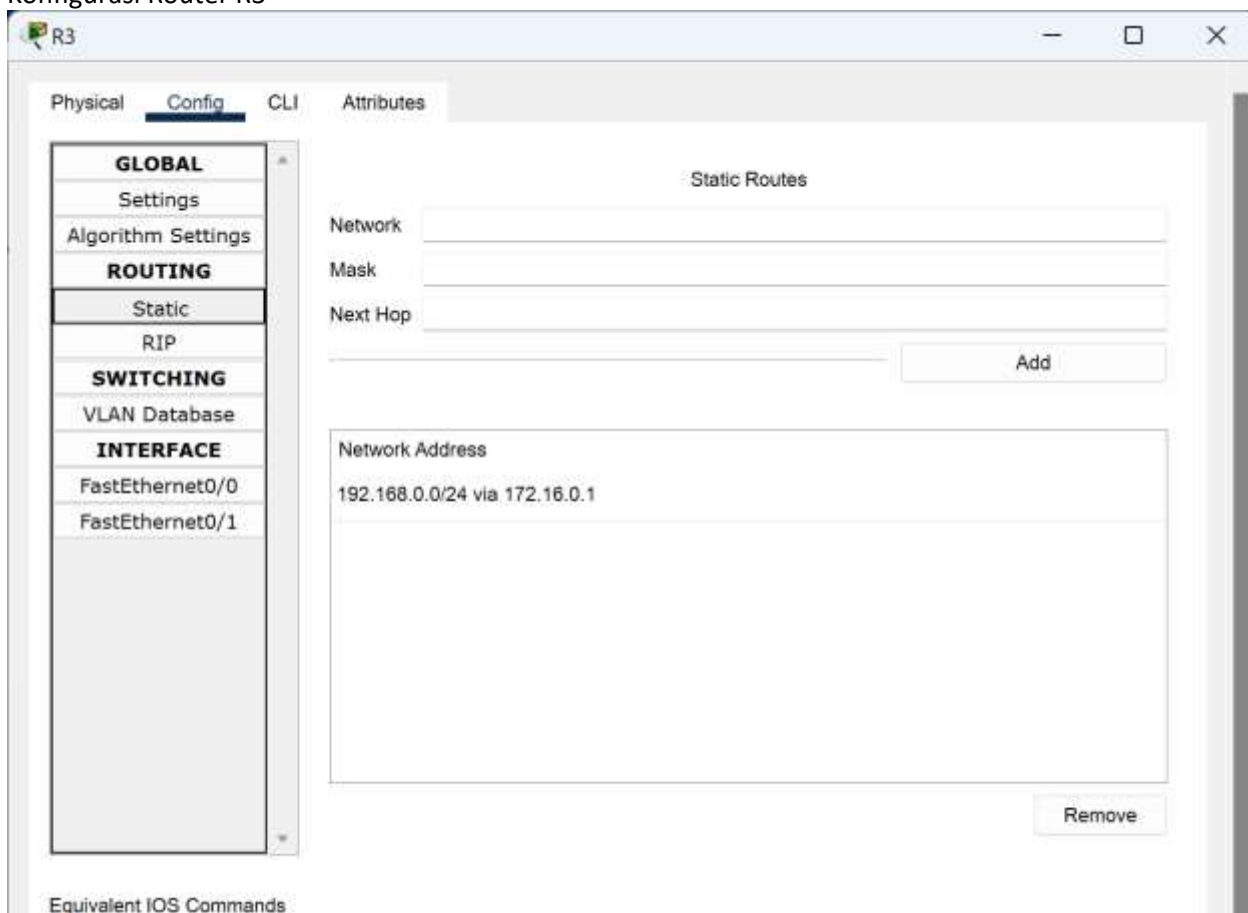 Konfigurasi Router R3
R3
Physical Config CLI Attributes
GLOBAL
Settings
Algorithm Settings
ROUTING
Static
RIP
SWITCHING
VLAN Database
INTERFACE
FastEthernet0/0
FastEthernet0/1
Static Routes
Network
Mask
Next Hop
Add
Network Address
192.168.0.0/24 via 172.16.0.1
Remove
Equivalent IOS Commands